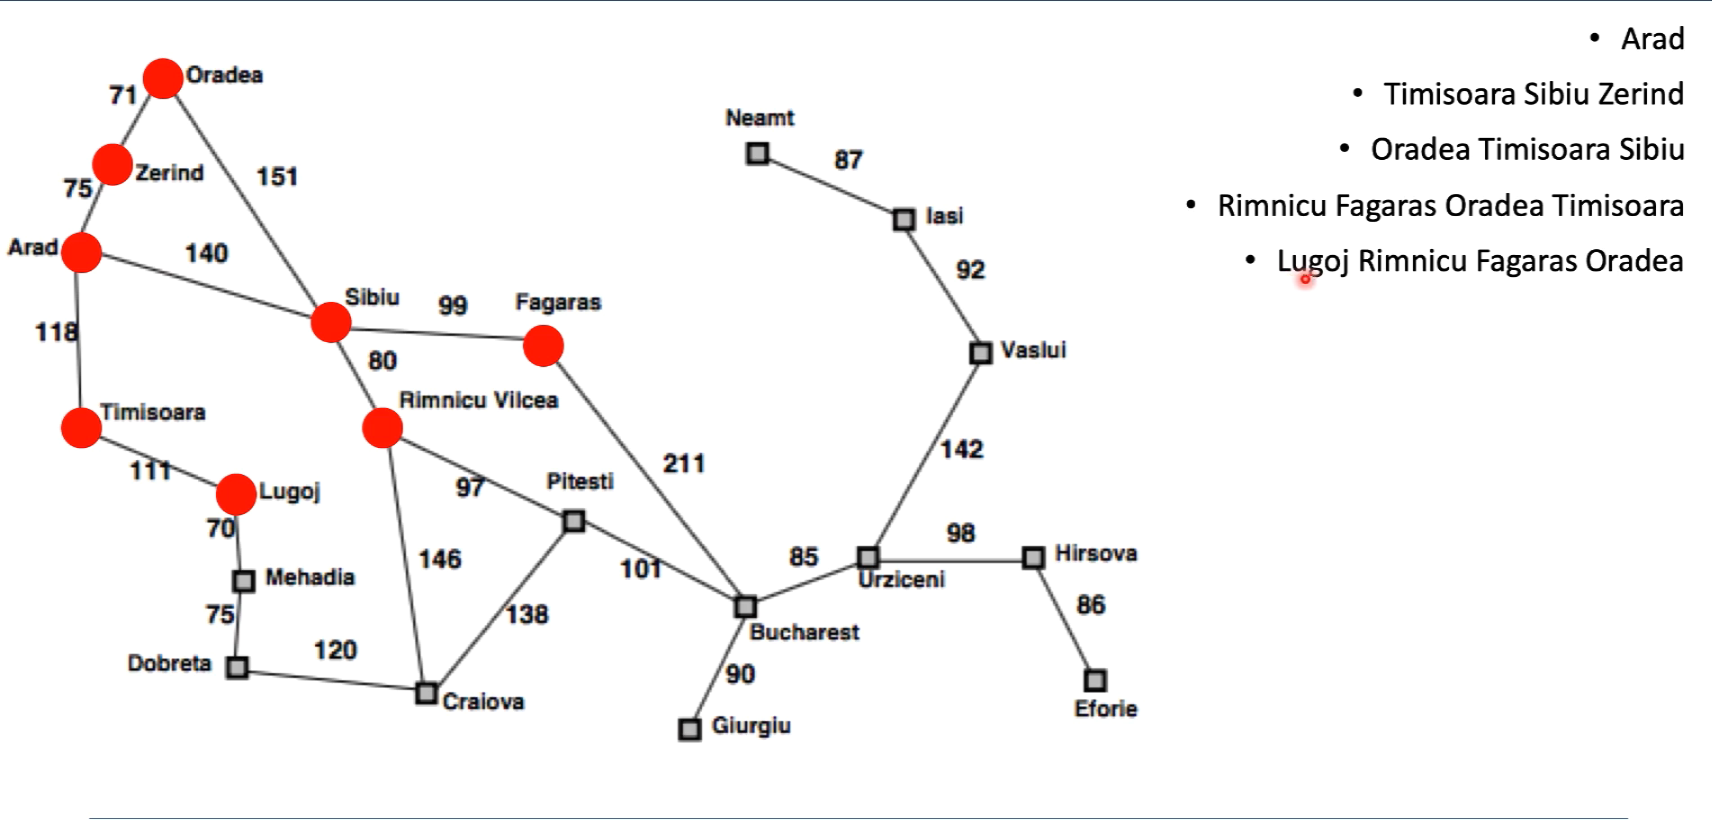 Arad
Timisoara Sibiu Zerind
Oradea Timisoara Sibiu
Rimnicu Fagaras Oradea Timisoara
Lugoj Rimnicu Fagaras Oradea
Oradea
71
Zerind
75
151
Arad
140
Sibiu
99
Fagaras
118
80
Timisoara
Rimnicu Vilcea
111
Lugoj
97
Pitesti
211
70
146
101
Mehadia
75
138
Dobreta
120
Craiova
Neamt
87
Iasi
92
Vaslui
142
85
98
Hirsova
Urziceni
86
Bucharest
90
Giurgiu
Eforie